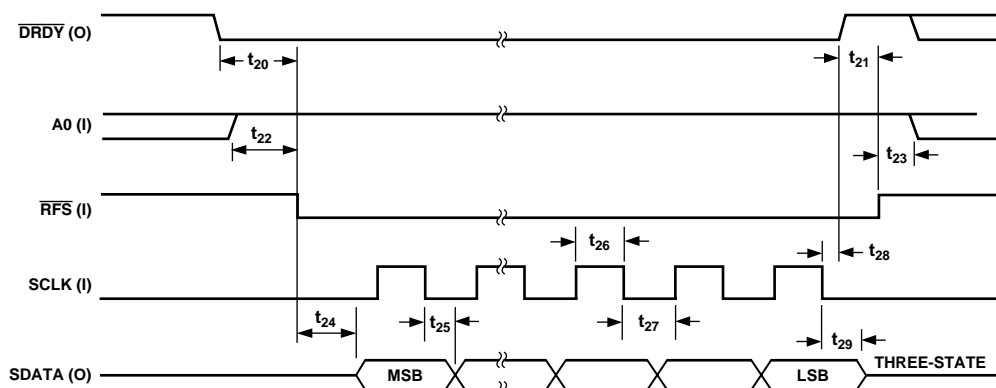 DRDY (O)
t20
t21
A0 (I)
t22
t23
RFS (I)
t26
t28
SCLK (I)
t24
t25
t27
t29
SDATA (O)
MSB
LSB
THREE-STATE